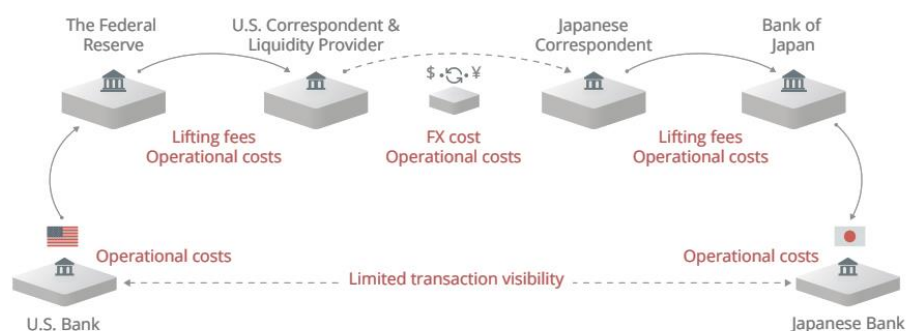 The Federal
Reserve
U.S. Correspondent &
Liquidity Provider
Japanese
Correspondent
Bank of
Japan
$ ¥
Lifting fees
Operational costs
FX cost
Operational costs
Lifting fees
Operational costs
Operational costs
Operational costs
Limited transaction visibility
U.S. Bank
Japanese Bank